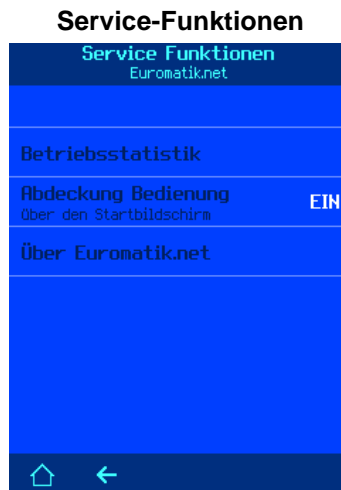 Service-Funktionen
Service Funktionen
Euromatik.net
Betriebsstatistik
Abdeckung Bedienung
über den Startbildschirm
EIN
Über Euromatik.net